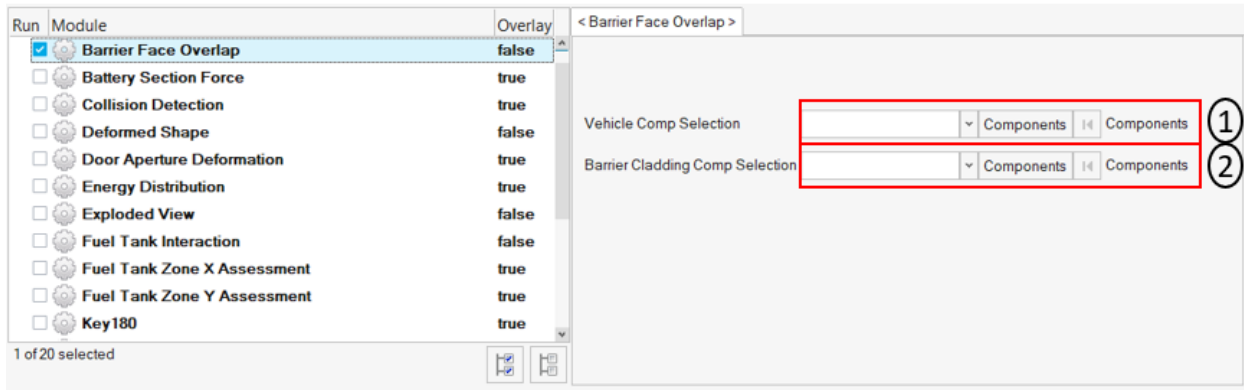 Run Module Overlay
Barrier Face Overlap false
Battery Section Force true
Collision Detection true
Deformed Shape false
Door Aperture Deformation true
Energy Distribution true
Exploded View false
Fuel Tank Interaction false
Fuel Tank Zone X Assessment true
Fuel Tank Zone Y Assessment true
Key180 true
1 of 20 selected
< Barrier Face Overlap >
Vehicle Comp Selection Components Components 1
Barrier Cladding Comp Selection Components Components 2